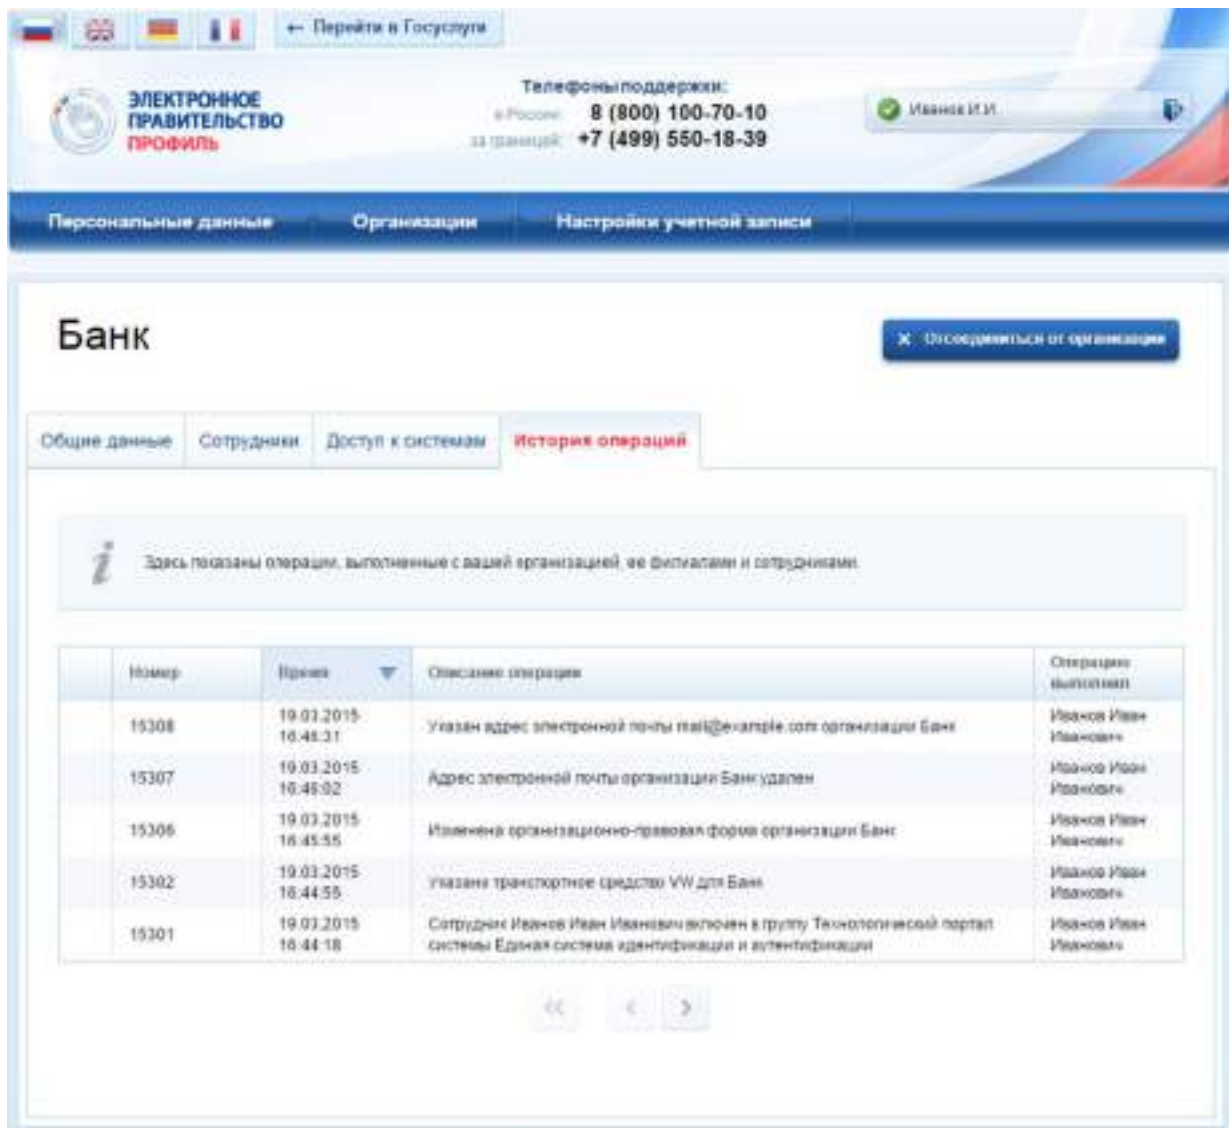 ← Перейти в Госуслуги
ЭЛЕКТРОННОЕ
ПРАВИТЕЛЬСТВО
ПРОФИЛЬ
Телефоны поддержки:
в России: 8 (800) 100-70-10
за границей: +7 (499) 550-18-39
Иванов И.И.
Персональные данные Организации Настройки учетной записи
Банк
× Отсоединиться от организации
Общие данные Сотрудники Доступ к системам История операций
i Здесь показаны операции, выполненные с вашей организацией, ее филиалами и сотрудниками.
Номер Время Описание операции Операцию
выполнил
15308 19.03.2015 Указан адрес электронной почты mail@example.com организации Банк Иванов Иван
16:46:31 Иванович
15307 19.03.2015 Адрес электронной почты организации Банк удален Иванов Иван
16:46:02 Иванович
15306 19.03.2015 Изменена организационно-правовая форма организации Банк Иванов Иван
16:45:55 Иванович
15302 19.03.2015 Указано транспортное средство VW для Банк Иванов Иван
16:44:55 Иванович
15301 19.03.2015 Сотрудник Иванов Иван Иванович включен в группу Технологический портал Иванов Иван
16:44:18 системы Единая система идентификации и аутентификации Иванович
<< < >